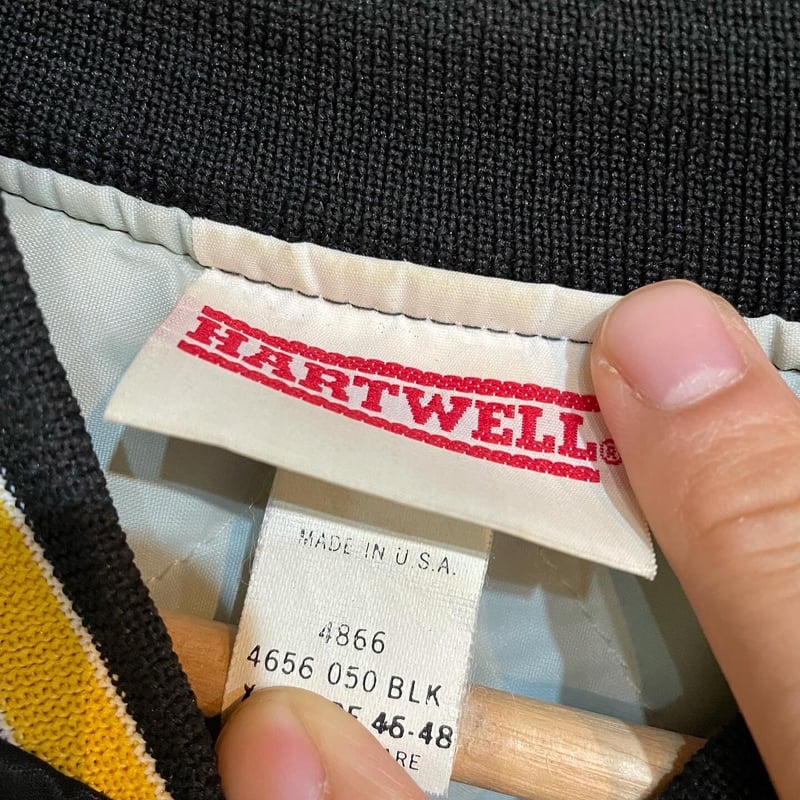 HARTWELL®
MADE IN U.S.A.
4866
4656 050 BLK
46-48